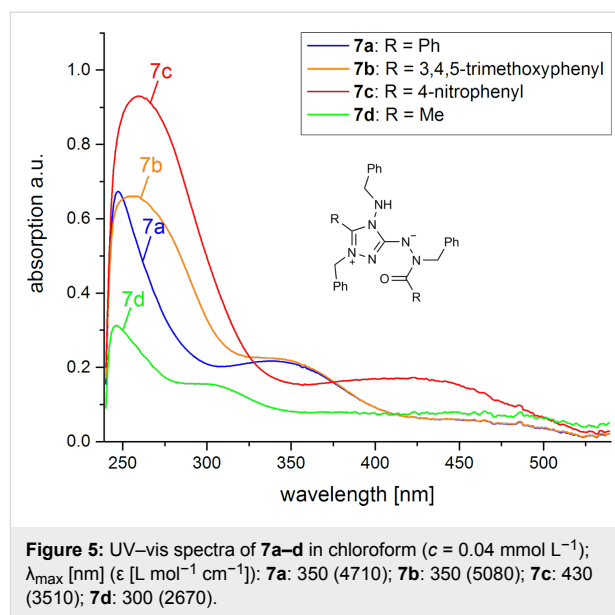 7a: R = Ph
7b: R = 3,4,5-trimethoxyphenyl
7c: R = 4-nitrophenyl
7d: R = Me
7c
7b
7a
7d
absorption a.u.
1.0
0.8
0.6
0.4
0.2
0.0
250
300
350
400
450
500
wavelength [nm]
Ph
NH
R
N
N
+
N
N
−
N
Ph
Ph
O
R
Figure 5: UV–vis spectra of 7a–d in chloroform (c = 0.04 mmol L⁻¹);
λmax [nm] (ε [L mol⁻¹ cm⁻¹]): 7a: 350 (4710); 7b: 350 (5080); 7c: 430
(3510); 7d: 300 (2670).